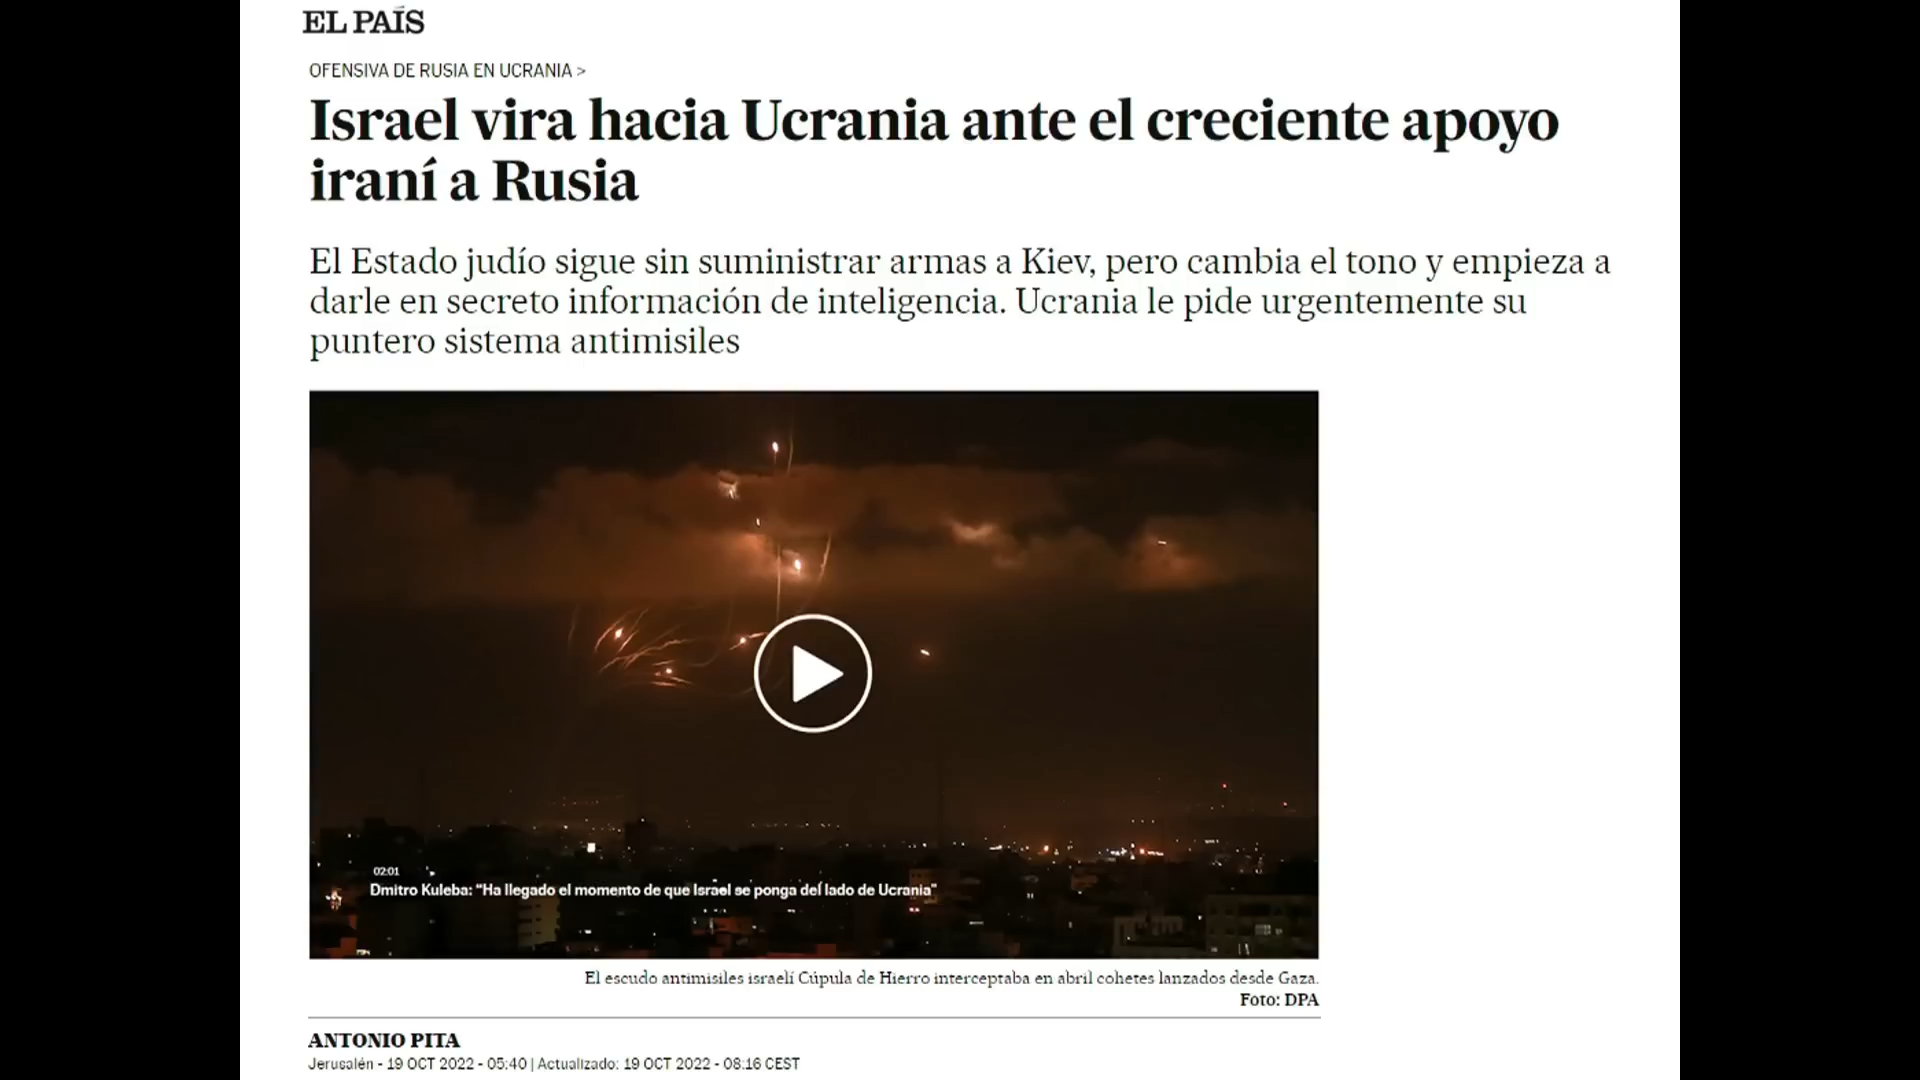 EL PAÍS
OFENSIVA DE RUSIA EN UCRANIA >
Israel vira hacia Ucrania ante el creciente apoyo
iraní a Rusia
El Estado judío sigue sin suministrar armas a Kiev, pero cambia el tono y empieza a
darle en secreto información de inteligencia. Ucrania le pide urgentemente su
puntero sistema antimisiles
02:01
Dmitro Kuleba: “Ha llegado el momento de que Israel se ponga del lado de Ucrania”
El escudo antimisiles israelí Cúpula de Hierro interceptaba en abril cohetes lanzados desde Gaza.
Foto: DPA
ANTONIO PITA
Jerusalén - 19 OCT 2022 - 05:40 | Actualizado: 19 OCT 2022 - 08:16 CEST